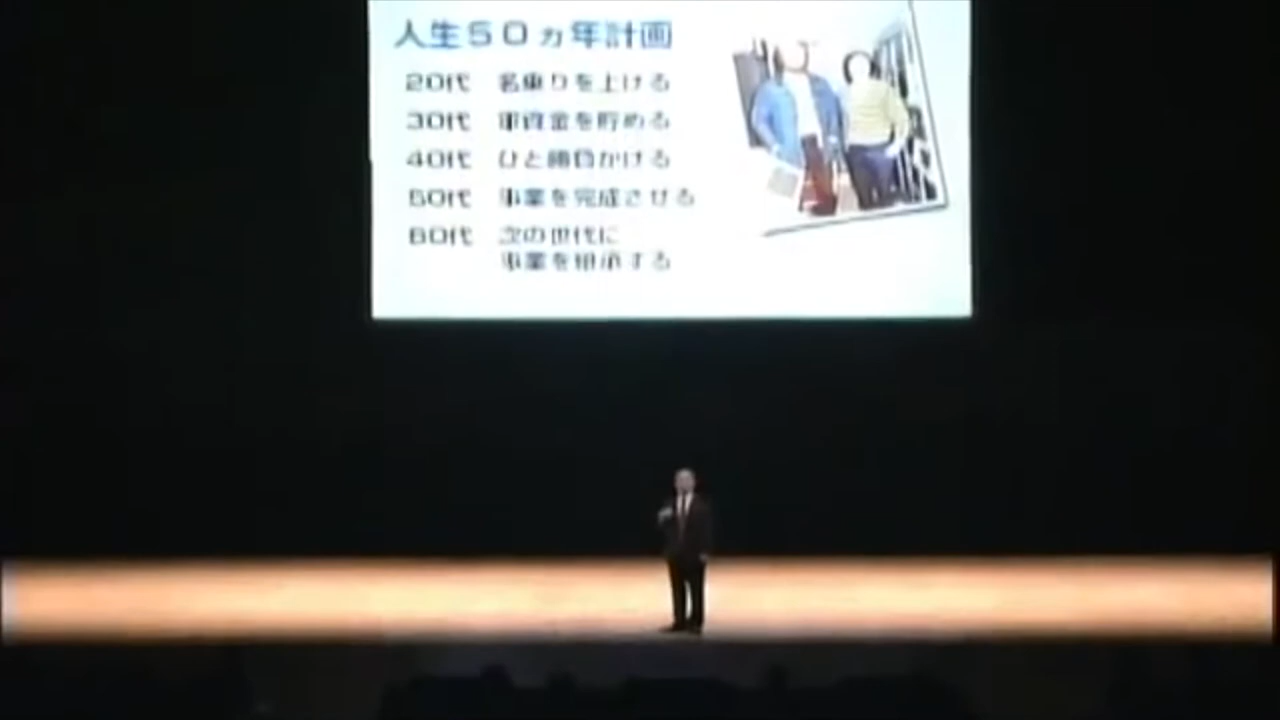 人生50ヵ年計画
20代 名乗りを上げる
30代 軍資金を貯める
40代 ひと勝負かける
50代 事業を完成させる
60代 次の世代に
事業を継承する